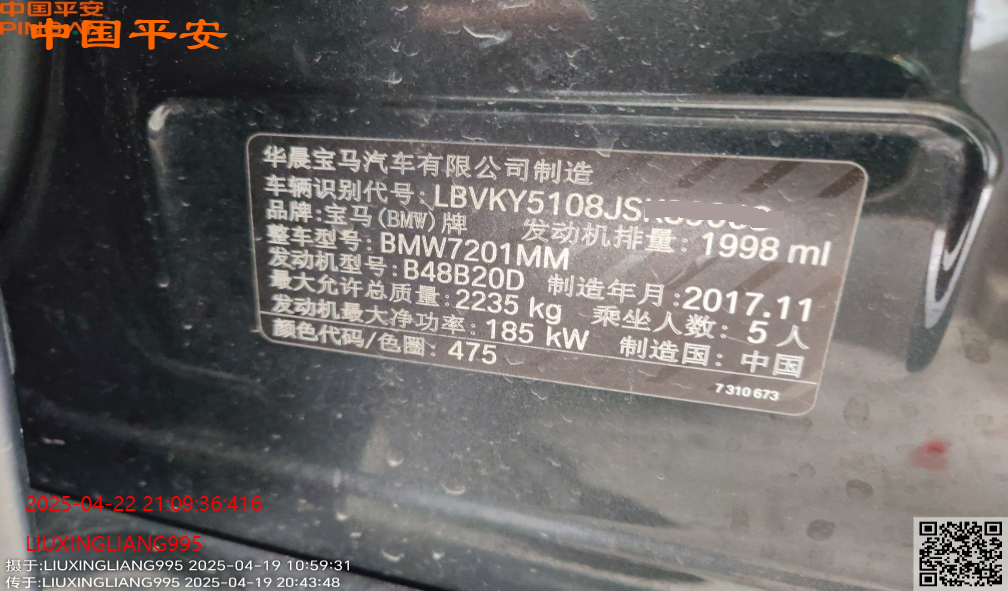 中国平安
PINGAN
中国平安
华晨宝马汽车有限公司制造
车辆识别代号:LBVKY5108JS
品牌:宝马(BMW)牌 发动机排量:1998 ml
整车型号:BMW7201MM
发动机型号:B48B20D 制造年月:2017.11
最大允许总质量:2235 kg 乘坐人数:5人
发动机最大净功率:185 kW 制造国:中国
颜色代码/色圈:475
7 310 673
2025-04-22 21:09:36:416
LIUXINGLIANG995
摄于:LIUXINGLIANG995 2025-04-19 10:59:31
传于:LIUXINGLIANG995 2025-04-19 20:43:48